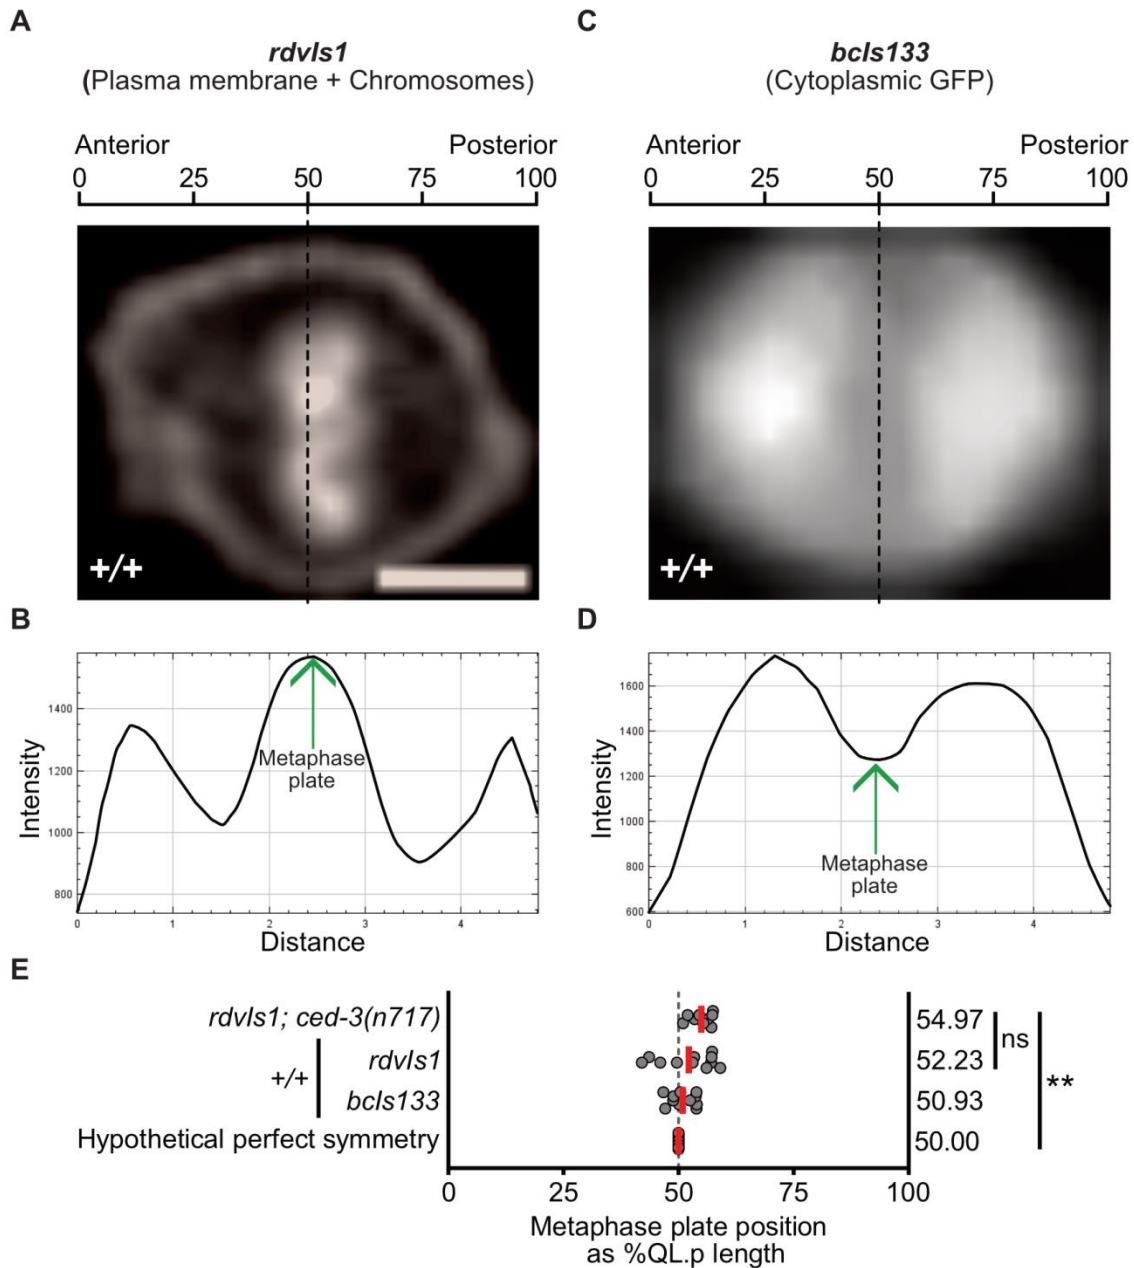 A
rdvIs1
(Plasma membrane + Chromosomes)
Anterior Posterior
0 25 50 75 100
+/+
C
bcIs133
(Cytoplasmic GFP)
Anterior Posterior
0 25 50 75 100
+/+
B
Intensity
1400
1200
1000
800
Metaphase
plate
0 1 2 3 4
Distance
D
Intensity
1600
1400
1200
1000
800
600
Metaphase
plate
0 1 2 3 4
Distance
E
rdvIs1; ced-3(n717) 54.97
+/+ rdvIs1 52.23 ns
bcIs133 50.93 **
Hypothetical perfect symmetry 50.00
0 25 50 75 100
Metaphase plate position
as %QL.p length